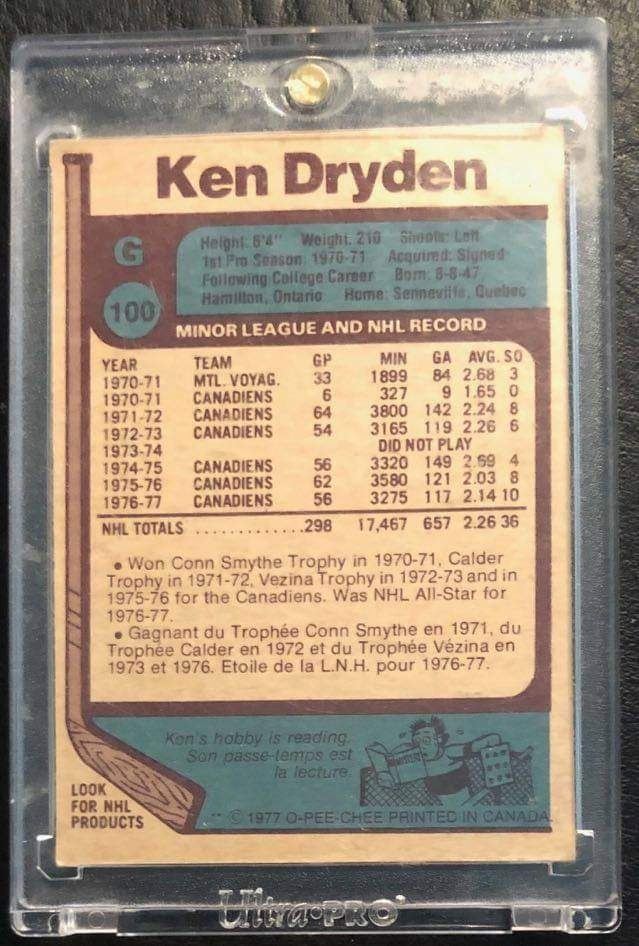 Ken Dryden
G
100
Height: 6'4" Weight: 210 Shoots: Left
1st Pro Season: 1970-71 Acquired: Signed
Following College Career Born: 8-8-47,
Hamilton, Ontario Home: Senneville, Quebec
MINOR LEAGUE AND NHL RECORD
YEAR TEAM GP MIN GA AVG. SO
1970-71 MTL. VOYAG. 33 1899 84 2.68 3
1970-71 CANADIENS 6 327 9 1.65 0
1971-72 CANADIENS 64 3800 142 2.24 8
1972-73 CANADIENS 54 3165 119 2.26 6
1973-74 DID NOT PLAY
1974-75 CANADIENS 56 3320 149 2.69 4
1975-76 CANADIENS 62 3580 121 2.03 8
1976-77 CANADIENS 56 3275 117 2.14 10
NHL TOTALS .............298 17,467 657 2.26 36
• Won Conn Smythe Trophy in 1970-71, Calder
Trophy in 1971-72, Vezina Trophy in 1972-73 and in
1975-76 for the Canadiens. Was NHL All-Star for
1976-77.
• Gagnant du Trophée Conn Smythe en 1971, du
Trophée Calder en 1972 et du Trophée Vézina en
1973 et 1976. Etoile de la L.N.H. pour 1976-77.
Ken's hobby is reading.
Son passe-temps est
la lecture.
LOOK
FOR NHL
PRODUCTS
** © 1977 O-PEE-CHEE PRINTED IN CANADA
Ultra•PRO